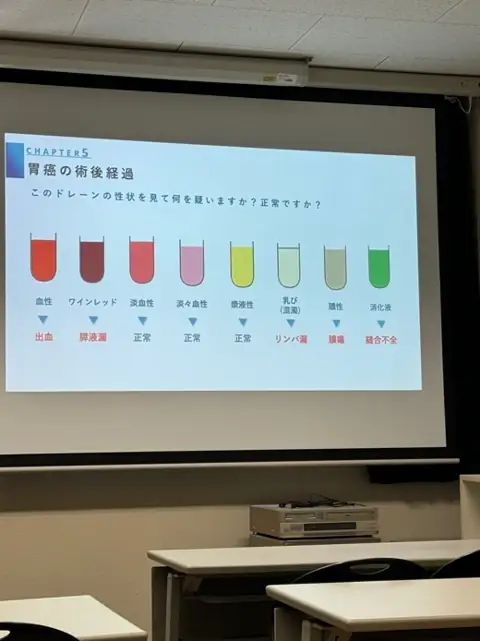 CHAPTER5
胃癌の術後経過
このドレーンの性状を見て何を疑いますか？正常ですか？
血性 ワインレッド 淡血性 淡々血性 漿液性 乳び 膿性 消化液
(混濁)
出血 膵液漏 正常 正常 正常 リンパ漏 膿瘍 縫合不全